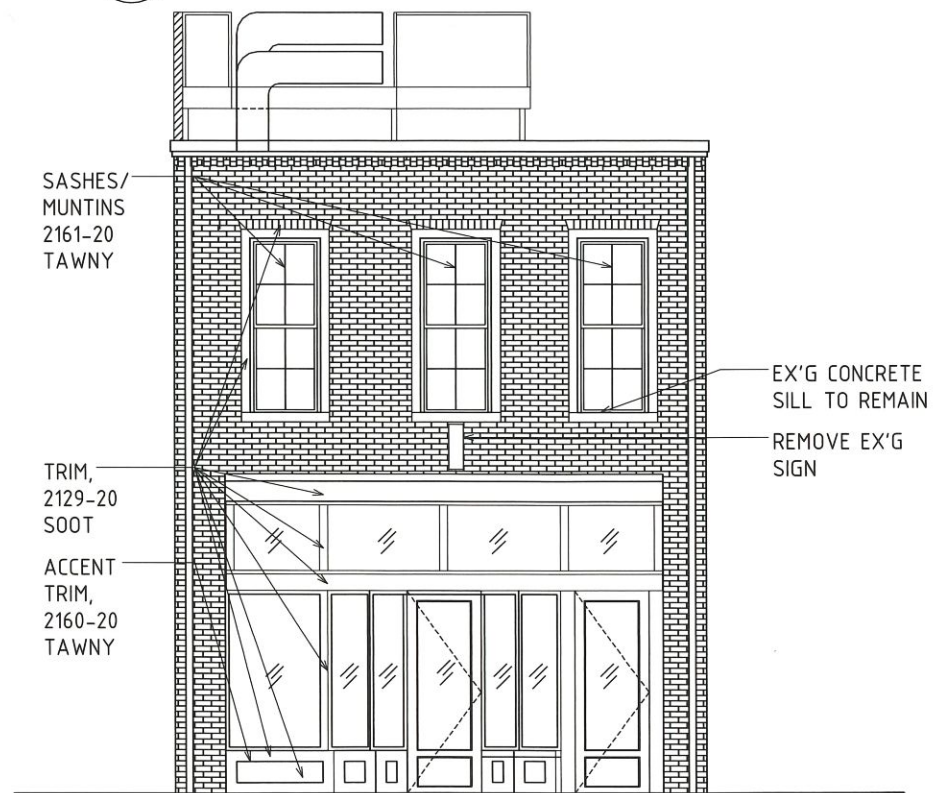 SASHES/
MUNTINS
2161-20
TAWNY
EX'G CONCRETE
SILL TO REMAIN
REMOVE EX'G
SIGN
TRIM,
2129-20
SOOT
ACCENT
TRIM,
2160-20
TAWNY